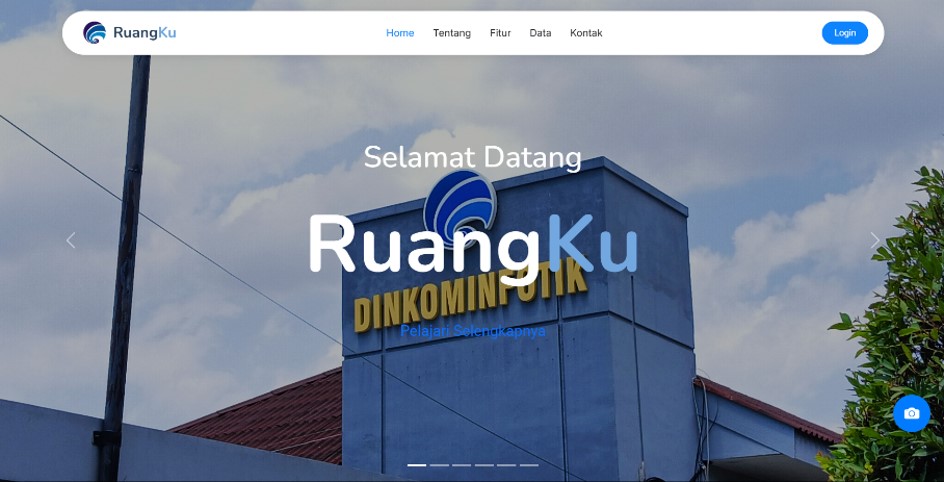 RuangKu
Home Tentang Fitur Data Kontak
Login
Selamat Datang
RuangKu
DINKOMINFOTIK
Pelajari Selengkapnya